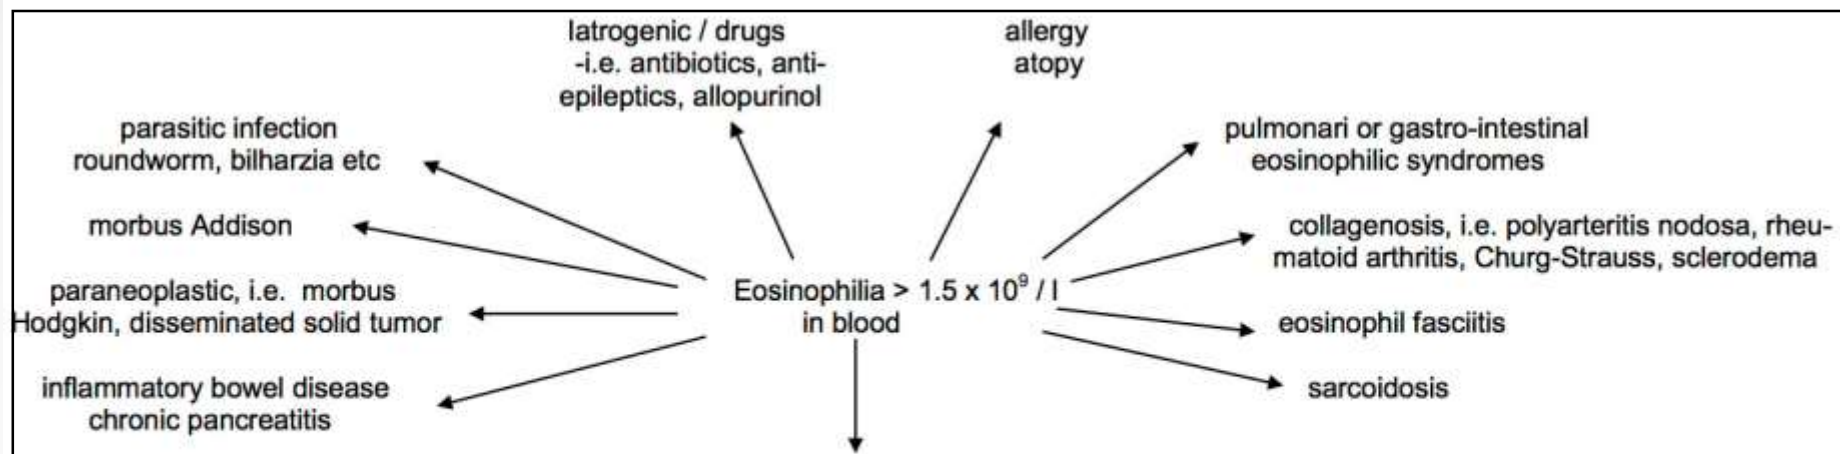 Iatrogenic / drugs
-i.e. antibiotics, anti-
epileptics, allopurinol
allergy
atopy
parasitic infection
roundworm, bilharzia etc
pulmonari or gastro-intestinal
eosinophilic syndromes
morbus Addison
collagenosis, i.e. polyarteritis nodosa, rheu-
matoid arthritis, Churg-Strauss, sclerodema
paraneoplastic, i.e. morbus
Hodgkin, disseminated solid tumor
Eosinophilia > 1.5 x 10⁹ / l
in blood
eosinophil fasciitis
inflammatory bowel disease
chronic pancreatitis
sarcoidosis